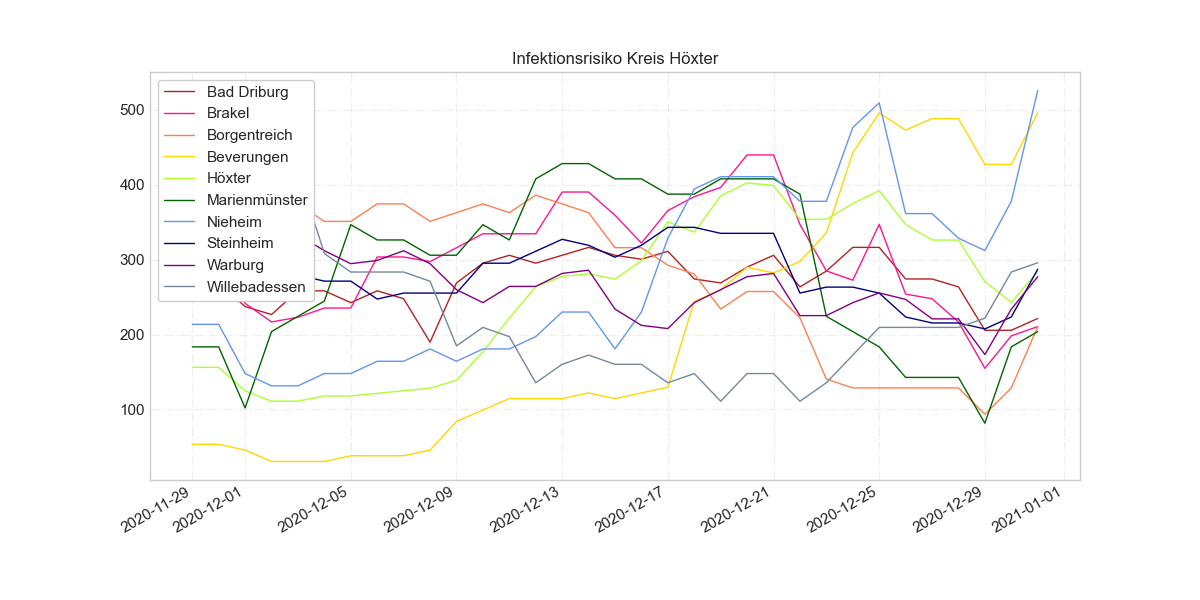 Infektionsrisiko Kreis Höxter
Bad Driburg
Brakel
Borgentreich
Beverungen
Höxter
Marienmünster
Nieheim
Steinheim
Warburg
Willebadessen
500
400
300
200
100
2020-11-29
2020-12-01
2020-12-05
2020-12-09
2020-12-13
2020-12-17
2020-12-21
2020-12-25
2020-12-29
2021-01-01